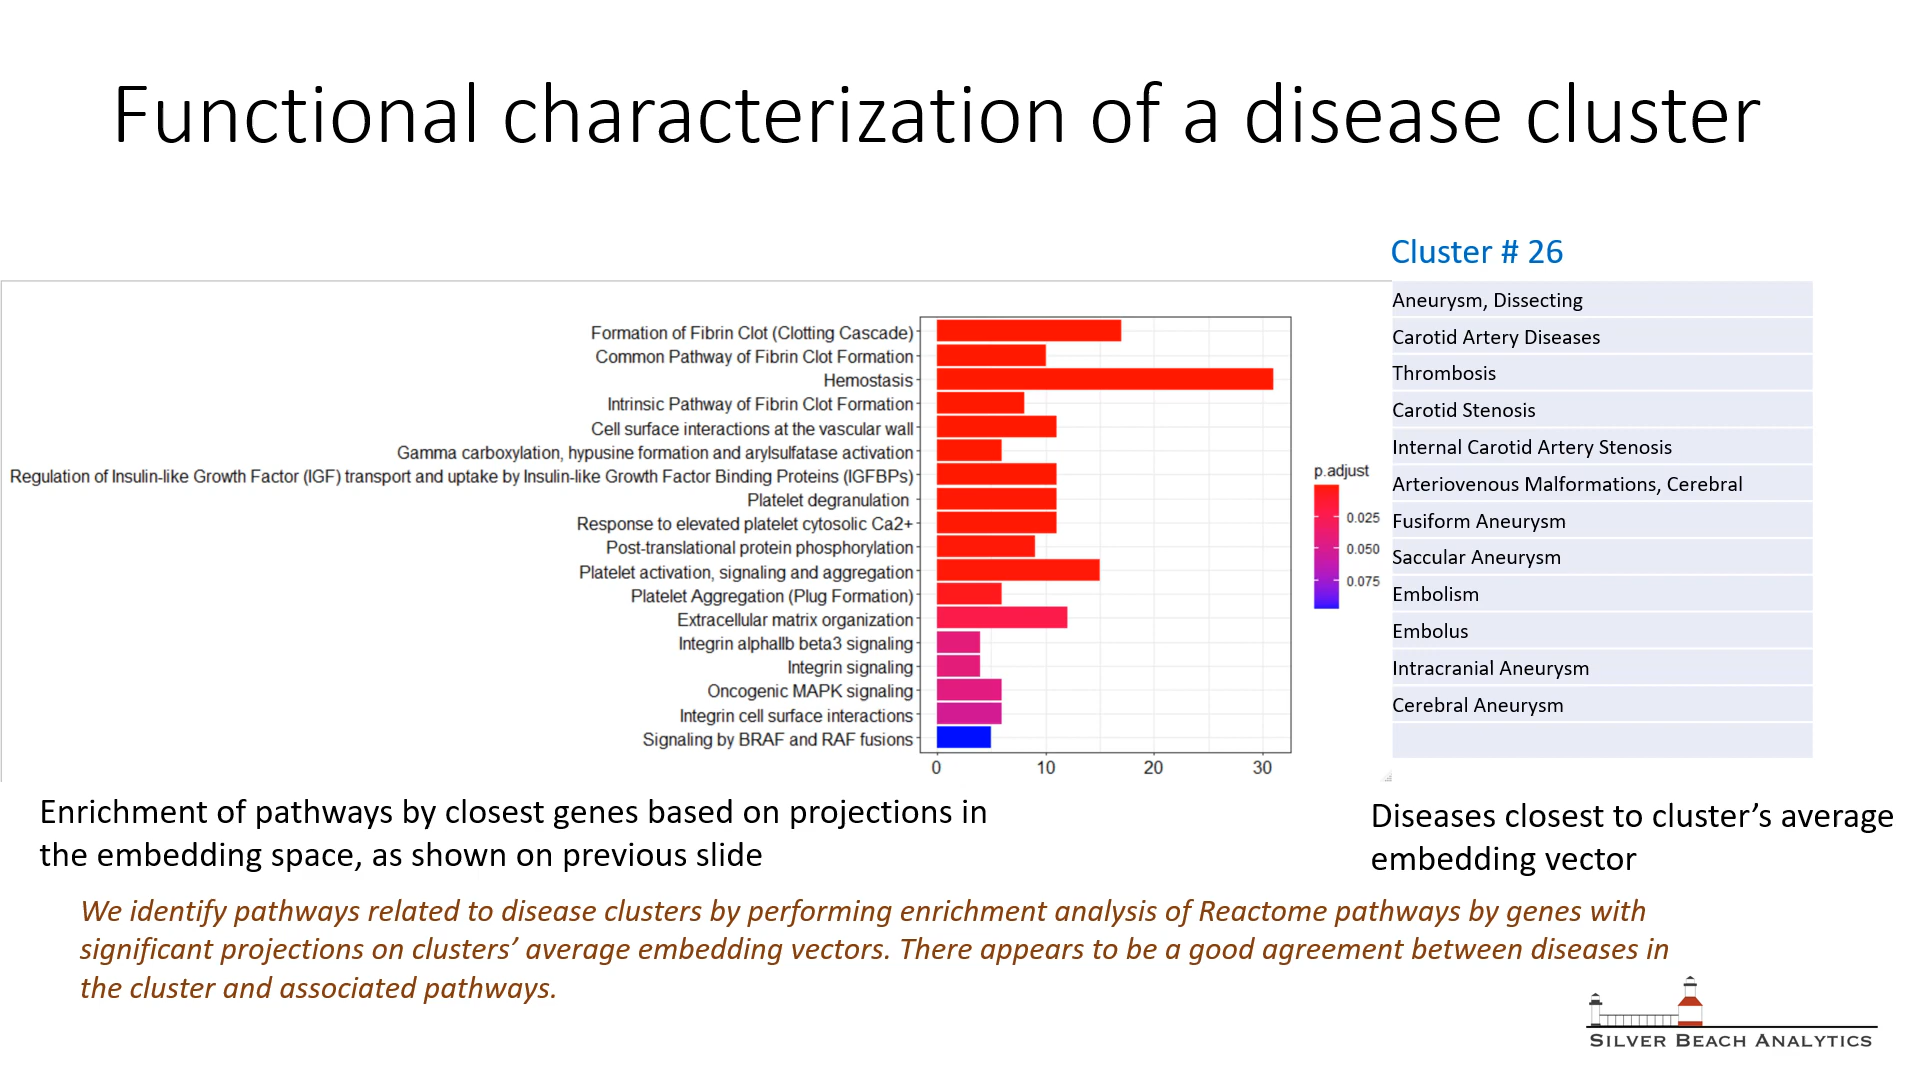 Functional characterization of a disease cluster
Cluster # 26
Formation of Fibrin Clot (Clotting Cascade)
Common Pathway of Fibrin Clot Formation
Hemostasis
Intrinsic Pathway of Fibrin Clot Formation
Cell surface interactions at the vascular wall
Gamma carboxylation, hypusine formation and arylsulfatase activation
Regulation of Insulin-like Growth Factor (IGF) transport and uptake by Insulin-like Growth Factor Binding Proteins (IGFBPs)
Platelet degranulation
Response to elevated platelet cytosolic Ca2+
Post-translational protein phosphorylation
Platelet activation, signaling and aggregation
Platelet Aggregation (Plug Formation)
Extracellular matrix organization
Integrin alphaIIb beta3 signaling
Integrin signaling
Oncogenic MAPK signaling
Integrin cell surface interactions
Signaling by BRAF and RAF fusions
0 10 20 30
p.adjust
0.025
0.050
0.075
Aneurysm, Dissecting
Carotid Artery Diseases
Thrombosis
Carotid Stenosis
Internal Carotid Artery Stenosis
Arteriovenous Malformations, Cerebral
Fusiform Aneurysm
Saccular Aneurysm
Embolism
Embolus
Intracranial Aneurysm
Cerebral Aneurysm
Enrichment of pathways by closest genes based on projections in
the embedding space, as shown on previous slide
Diseases closest to cluster’s average
embedding vector
We identify pathways related to disease clusters by performing enrichment analysis of Reactome pathways by genes with
significant projections on clusters’ average embedding vectors. There appears to be a good agreement between diseases in
the cluster and associated pathways.
SILVER BEACH ANALYTICS